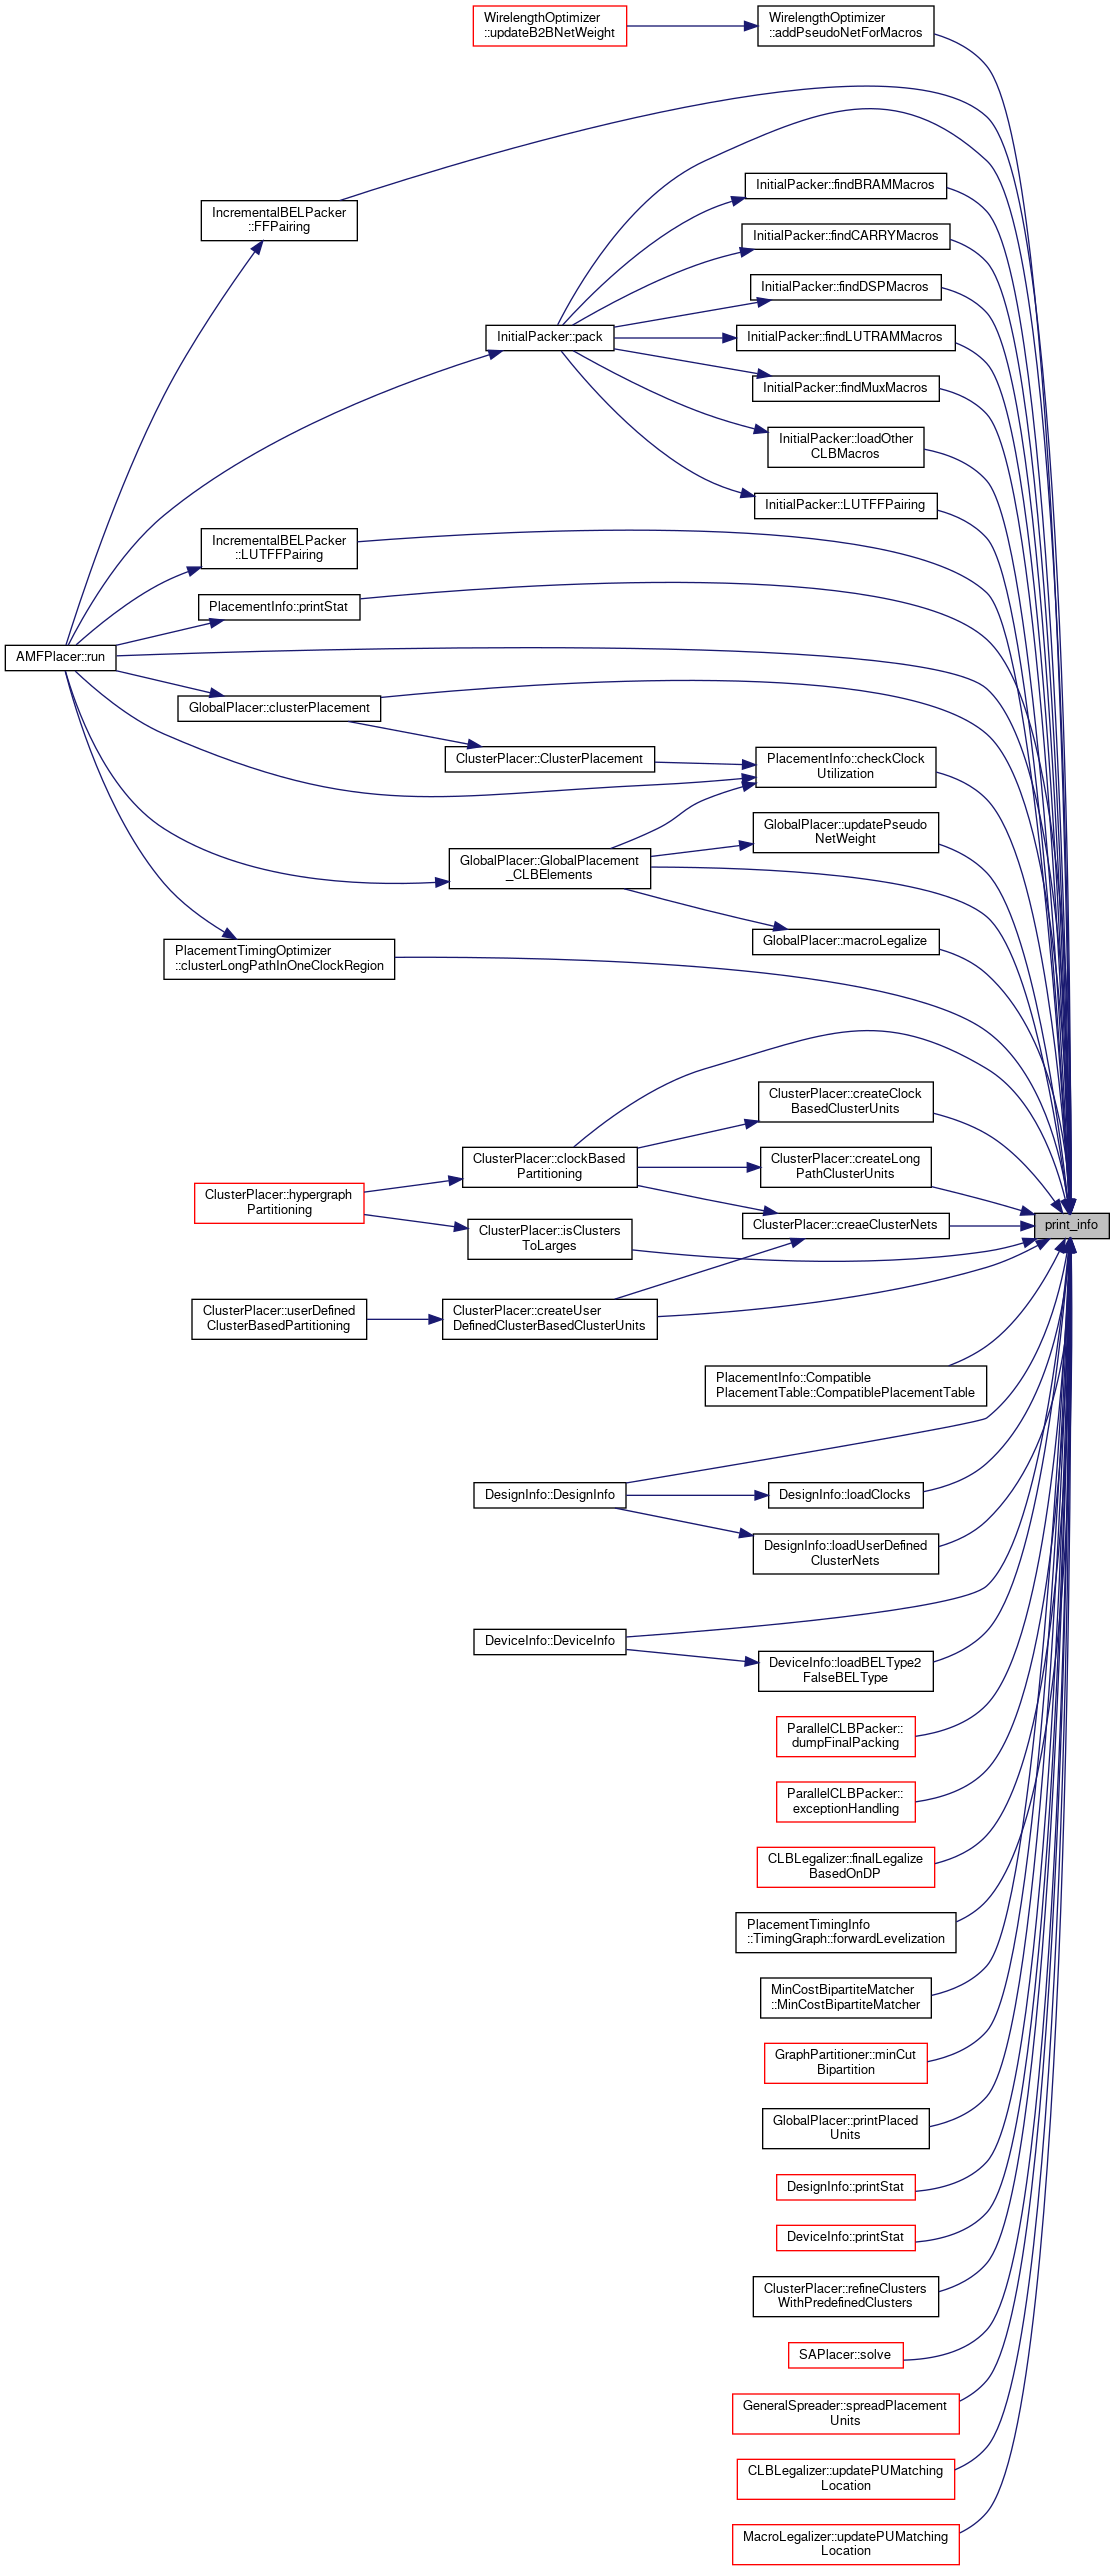 WirelengthOptimizer
::updateB2BNetWeight
WirelengthOptimizer
::addPseudoNetForMacros
InitialPacker::findBRAMMacros
IncrementalBELPacker
::FFPairing
InitialPacker::findCARRYMacros
InitialPacker::findDSPMacros
InitialPacker::pack
InitialPacker::findLUTRAMMacros
InitialPacker::findMuxMacros
InitialPacker::loadOther
CLBMacros
InitialPacker::LUTFFPairing
IncrementalBELPacker
::LUTFFPairing
PlacementInfo::printStat
AMFPlacer::run
GlobalPlacer::clusterPlacement
ClusterPlacer::ClusterPlacement
PlacementInfo::checkClock
Utilization
GlobalPlacer::updatePseudo
NetWeight
GlobalPlacer::GlobalPlacement
_CLBElements
GlobalPlacer::macroLegalize
PlacementTimingOptimizer
::clusterLongPathInOneClockRegion
ClusterPlacer::createClock
BasedClusterUnits
ClusterPlacer::clockBased
Partitioning
ClusterPlacer::createLong
PathClusterUnits
ClusterPlacer::hypergraph
Partitioning
ClusterPlacer::isClusters
ToLarges
ClusterPlacer::creaeClusterNets
print_info
ClusterPlacer::userDefined
ClusterBasedPartitioning
ClusterPlacer::createUser
DefinedClusterBasedClusterUnits
PlacementInfo::Compatible
PlacementTable::CompatiblePlacementTable
DesignInfo::DesignInfo
DesignInfo::loadClocks
DesignInfo::loadUserDefined
ClusterNets
DeviceInfo::DeviceInfo
DeviceInfo::loadBELType2
FalseBELType
ParallelCLBPacker::
dumpFinalPacking
ParallelCLBPacker::
exceptionHandling
CLBLegalizer::finalLegalize
BasedOnDP
PlacementTimingInfo
::TimingGraph::forwardLevelization
MinCostBipartiteMatcher
::MinCostBipartiteMatcher
GraphPartitioner::minCut
Bipartition
GlobalPlacer::printPlaced
Units
DesignInfo::printStat
DeviceInfo::printStat
ClusterPlacer::refineClusters
WithPredefinedClusters
SAPlacer::solve
GeneralSpreader::spreadPlacement
Units
CLBLegalizer::updatePUMatching
Location
MacroLegalizer::updatePUMatching
Location